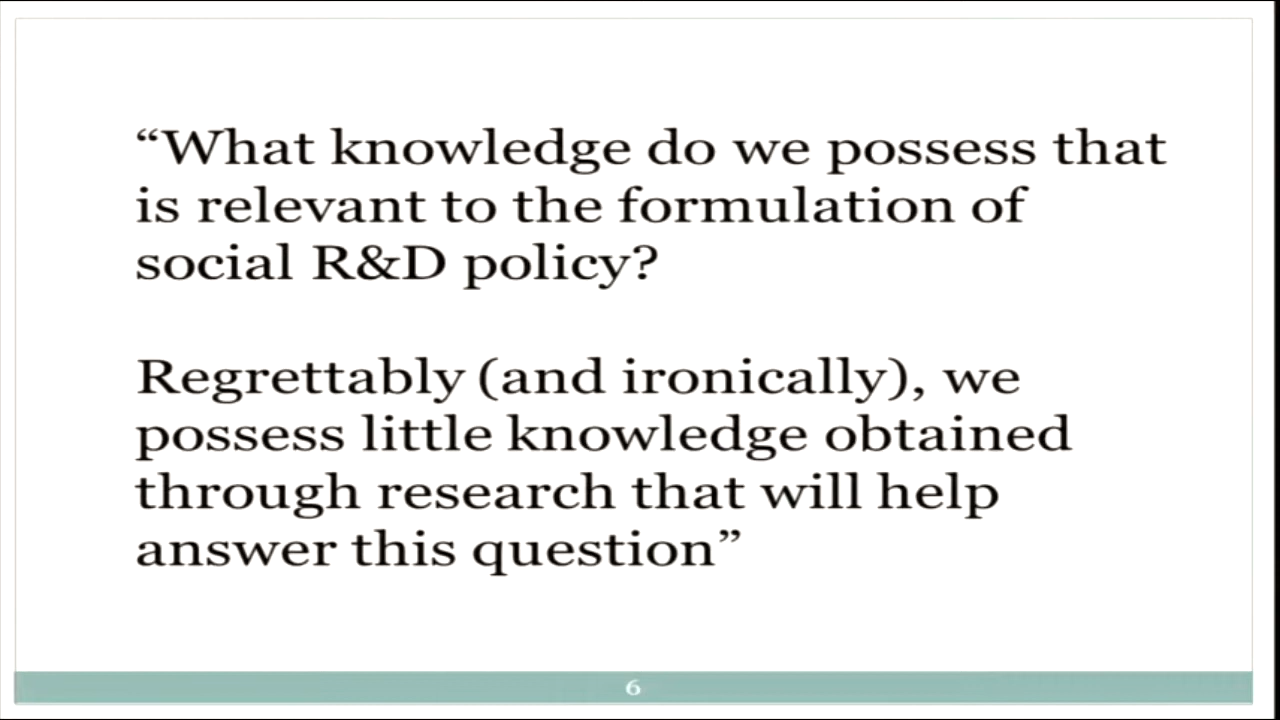 “What knowledge do we possess that
is relevant to the formulation of
social R&D policy?
Regrettably (and ironically), we
possess little knowledge obtained
through research that will help
answer this question”
6